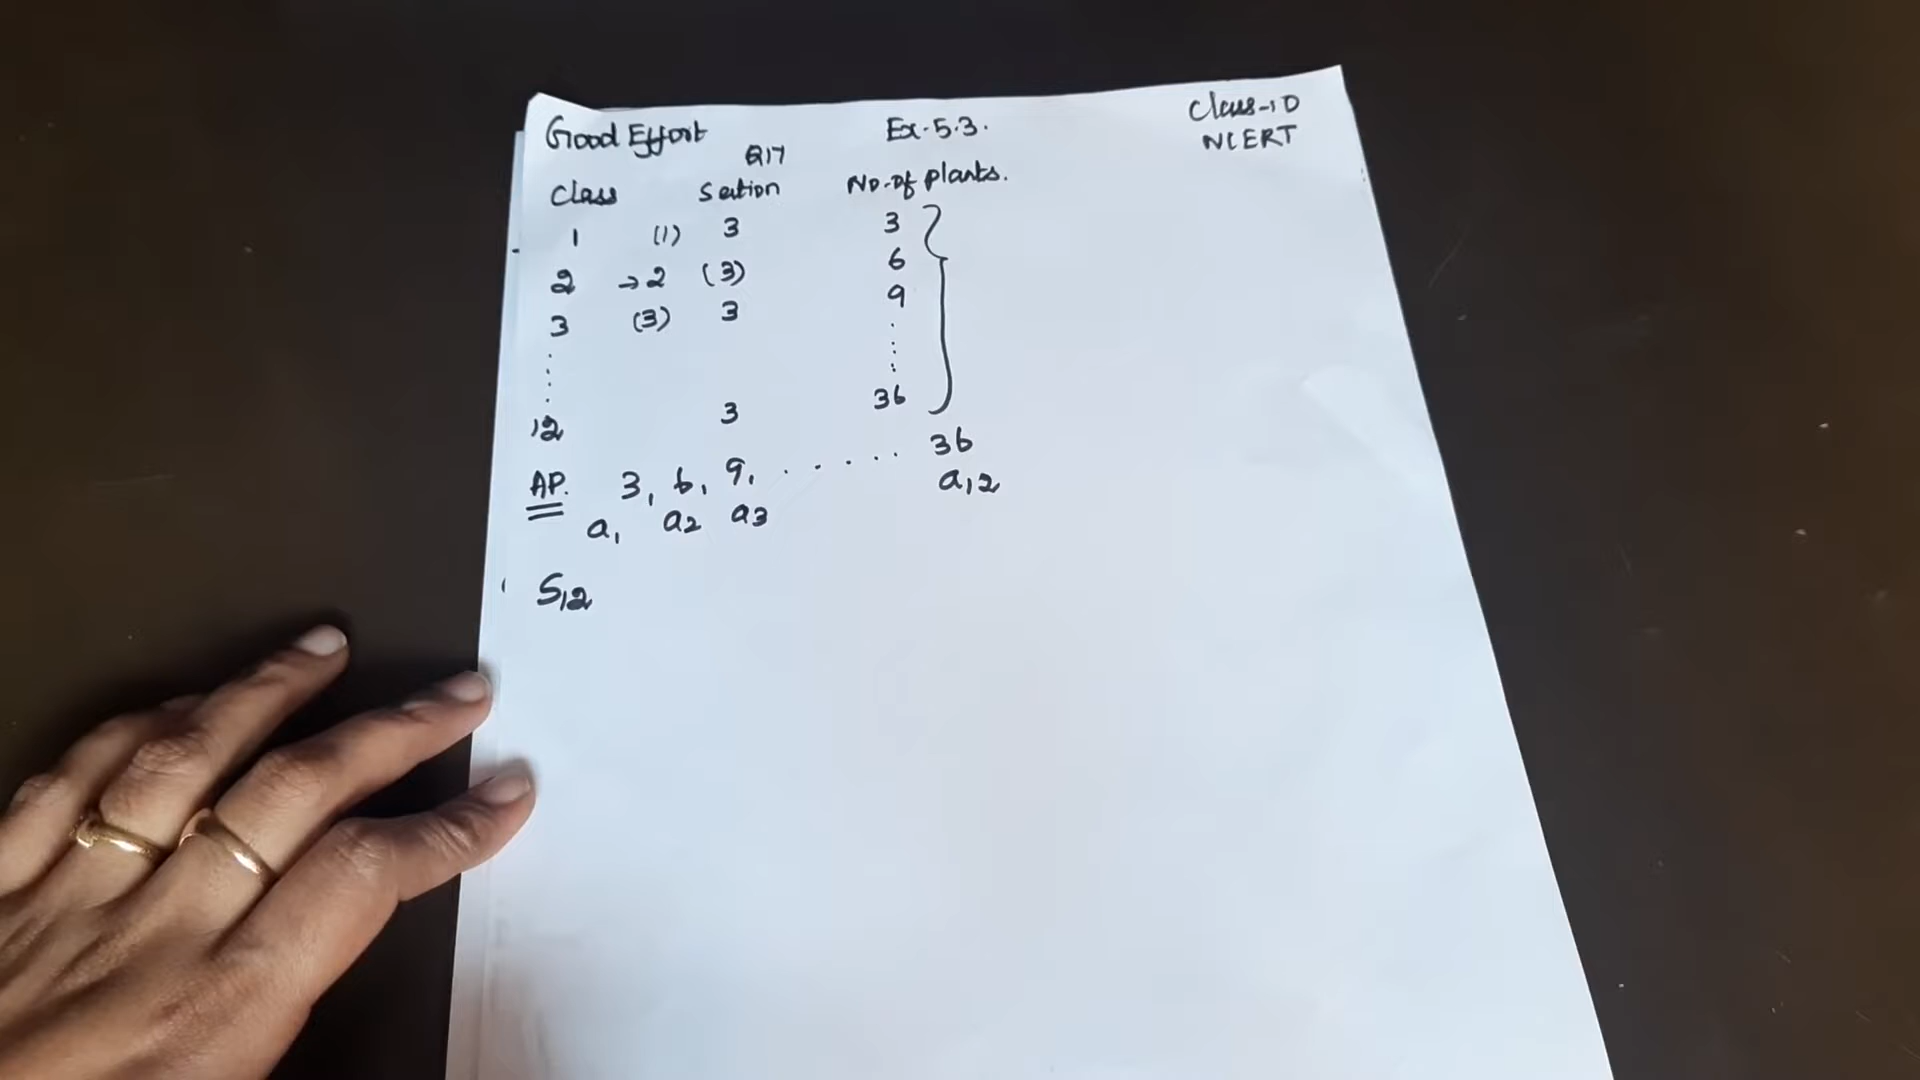 Good Effort Ex-5.3. Class-10
NCERT
Q17
Class Section No. of plants.
1 (1) 3 3
2 → 2 (3) 6
3 (3) 3 9
12 3 36
AP. 3, 6, 9, ..... 36
a1 a2 a3 a12
S12